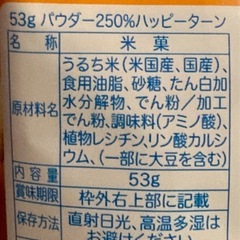 53g パウダー250%ハッピーターン
名称 米菓
原材料名 うるち米(米国産、国産)、
食用油脂、砂糖、たん白加
水分解物、でん粉/加工
でん粉、調味料(アミノ酸)、
植物レシチン、リン酸カル
シウム、(一部に大豆を含む)
内容量 53g
賞味期限 枠外右上部に記載
保存方法 直射日光、高温多湿は
お避けください。